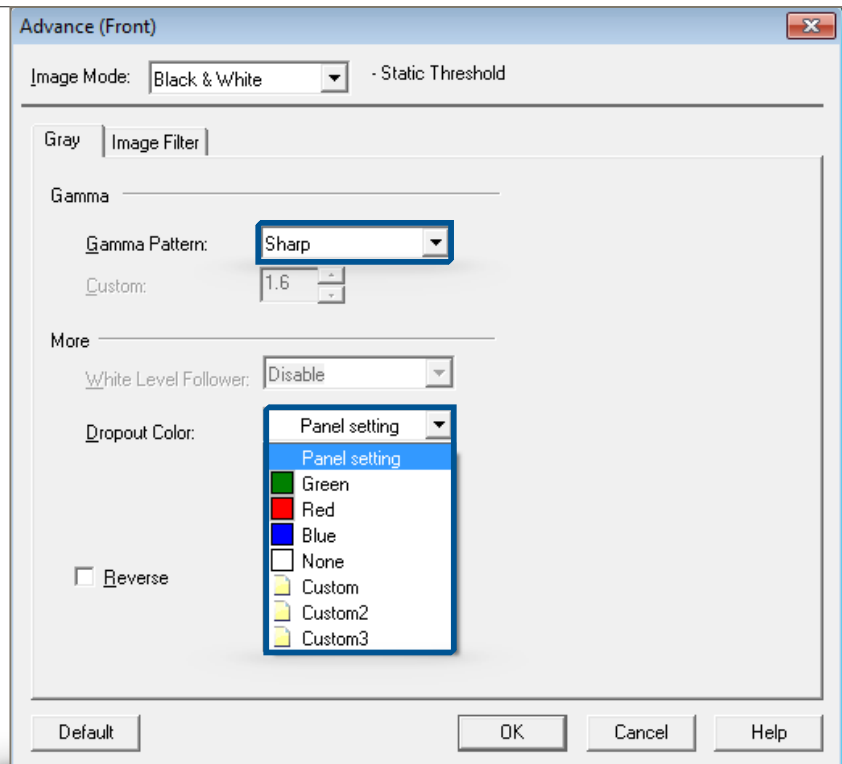 Advance (Front)
Image Mode: Black & White - Static Threshold
Gray Image Filter
Gamma
Gamma Pattern: Sharp
Custom: 1.6
More
White Level Follower: Disable
Dropout Color: Panel setting
Panel setting
Green
Red
Blue
None
Reverse
Custom
Custom2
Custom3
Default OK Cancel Help